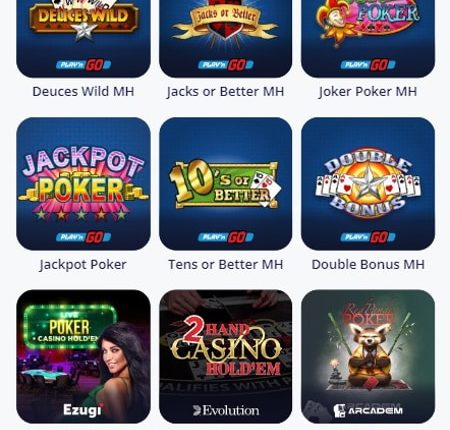 DEUCES WILD
PLAY'n GO
Jacks or Better
PLAY'n GO
POKER
PLAY'n GO
Deuces Wild MH
Jacks or Better MH
Joker Poker MH
JACKPOT
POKER
PLAY'n GO
10's or
BETTER
PLAY'n GO
DOUBLE
BONUS
PLAY'n GO
Jackpot Poker
Tens or Better MH
Double Bonus MH
LIVE
POKER
CASINO HOLD'EM
Ezugi
2 HAND
CASINO
HOLD'EM
Evolution
POKER
ARCADEM